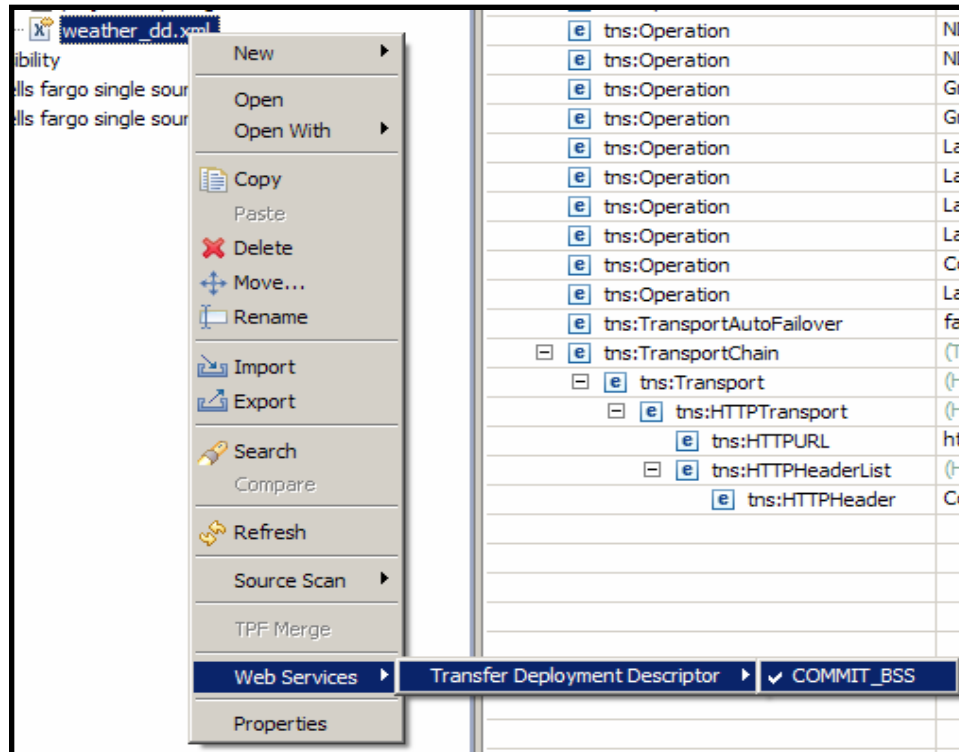 weather_dd.xml
ibility
ells fargo single sour
ells fargo single sour
New
Open
Open With
Copy
Paste
Delete
Move...
Rename
Import
Export
Search
Compare
Refresh
Source Scan
TPF Merge
Web Services
Properties
Transfer Deployment Descriptor
COMMIT_BSS
tns:Operation
tns:Operation
tns:Operation
tns:Operation
tns:Operation
tns:Operation
tns:Operation
tns:Operation
tns:Operation
tns:Operation
tns:TransportAutoFailover
tns:TransportChain
tns:Transport
tns:HTTPTransport
tns:HTTPURL
tns:HTTPHeaderList
tns:HTTPHeader